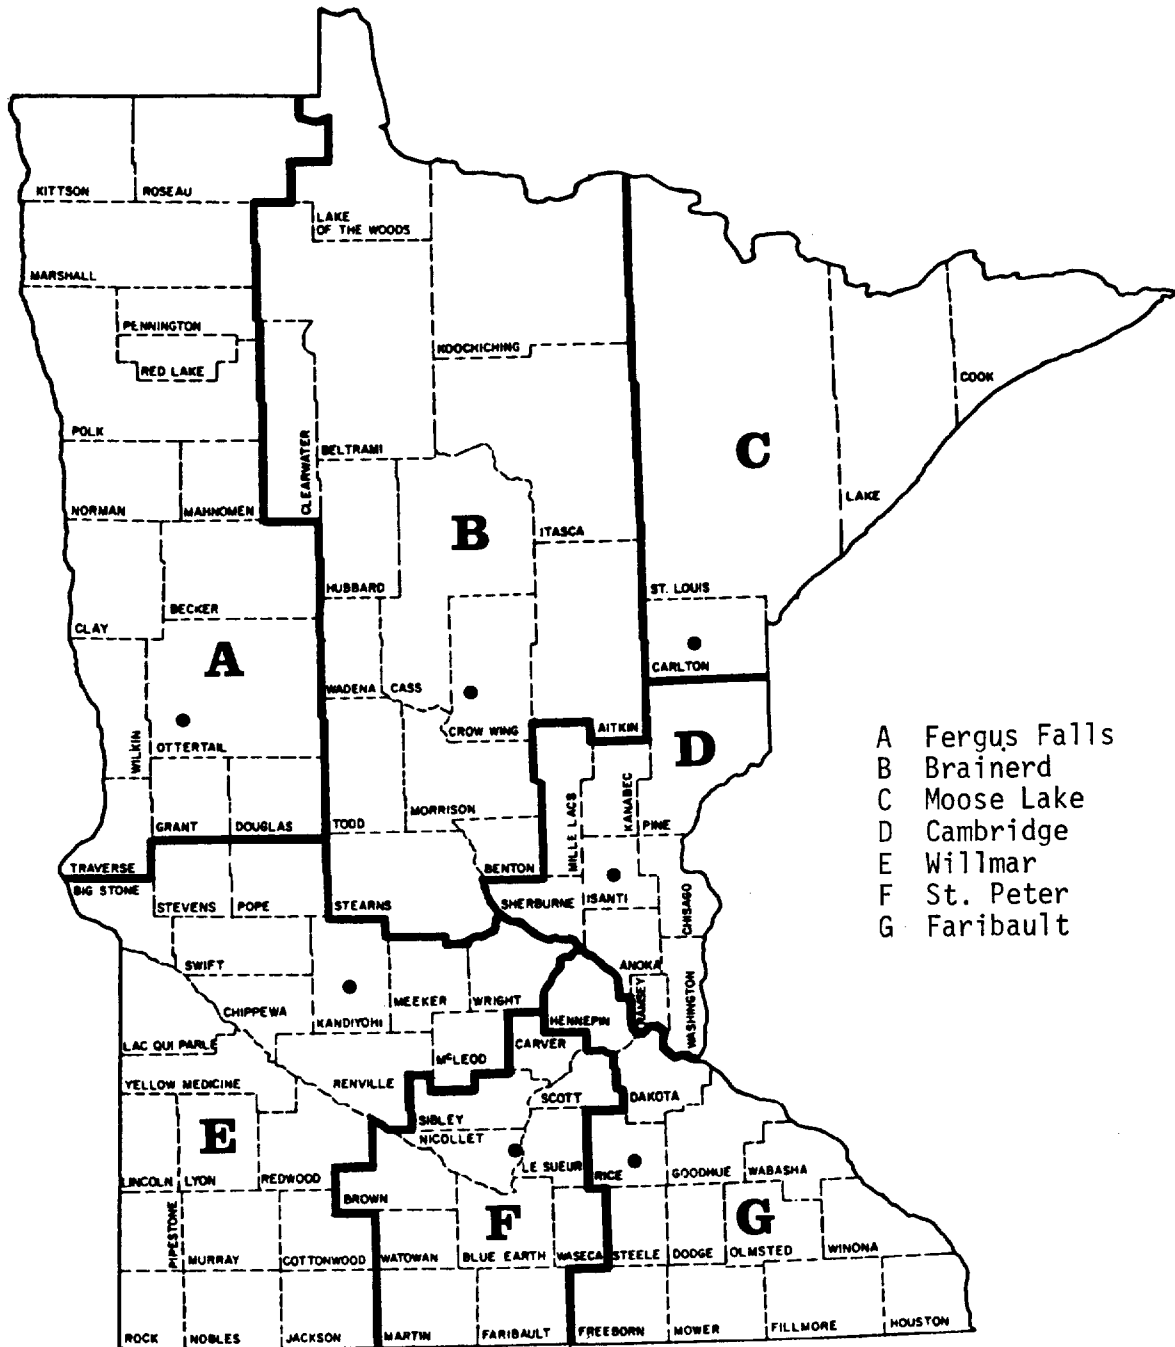 KITTSON
ROSEAU
LAKE
OF THE WOODS
MARSHALL
PENNINGTON
RED LAKE
KOOCHICHING
COOK
POLK
CLEARWATER
BELTRAMI
C
LAKE
NORMAN
MAHNOMEN
B
ITASCA
HUBBARD
ST. LOUIS
BECKER
CLAY
A
CARLTON
WADENA
CASS
WILKIN
OTTERTAIL
CROW WING
AITKIN
D
A Fergus Falls
B Brainerd
C Moose Lake
D Cambridge
E Willmar
F St. Peter
G Faribault
GRANT
DOUGLAS
TODD
MORRISON
MILLE LACS
KANABEC
PINE
TRAVERSE
BIG STONE
STEVENS
POPE
STEARNS
BENTON
SHERBURNE
ISANTI
CHISAGO
SWIFT
ANOKA
RAMSEY
WASHINGTON
CHIPPEWA
KANDIYOHI
MEEKER
WRIGHT
HENNEPIN
LAC QUI PARLE
McLEOD
CARVER
YELLOW MEDICINE
RENVILLE
SCOTT
DAKOTA
E
SIBLEY
NICOLLET
LE SUEUR
RICE
GOODHUE
WABASHA
LINCOLN
LYON
REDWOOD
BROWN
F
G
PIPESTONE
MURRAY
COTTONWOOD
WATOWAN
BLUE EARTH
WASECA
STEELE
DODGE
OLMSTED
WINONA
ROCK
NOBLES
JACKSON
MARTIN
FARIBAULT
FREEBORN
MOWER
FILLMORE
HOUSTON